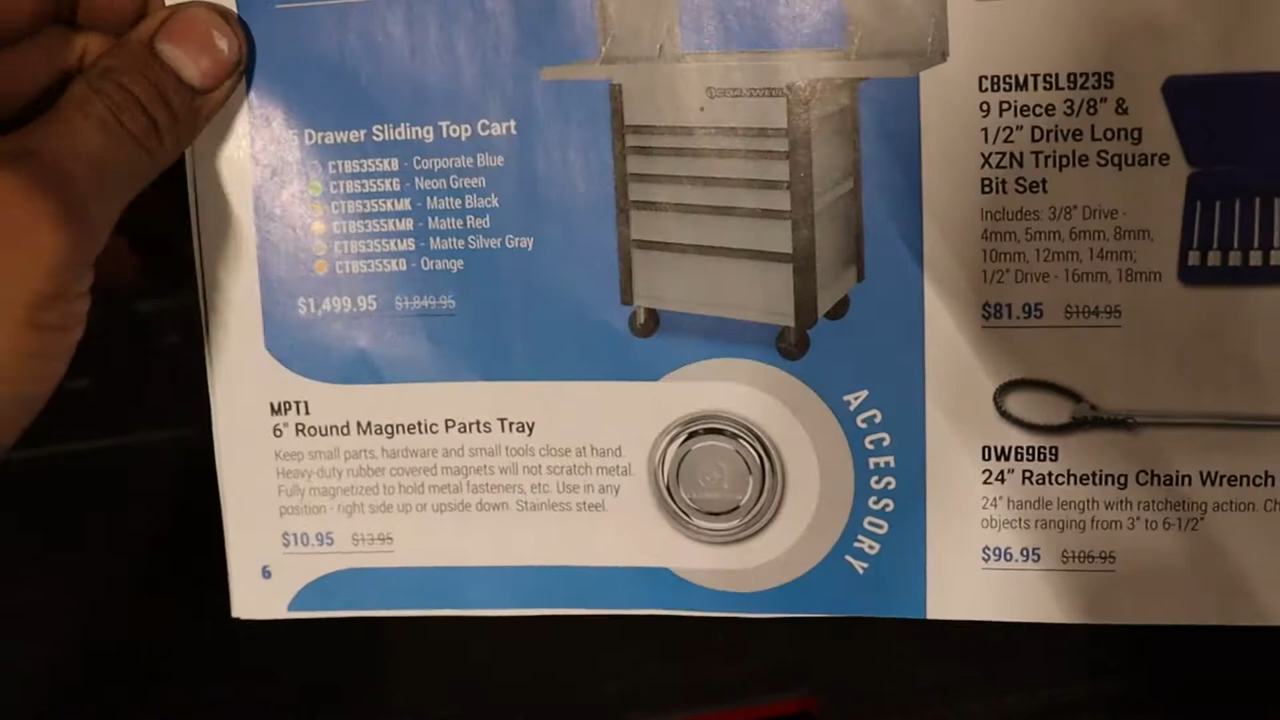 CORNWELL
5 Drawer Sliding Top Cart
CTBS355KB - Corporate Blue
CTBS355KG - Neon Green
CTBS355KMK - Matte Black
CTBS355KMR - Matte Red
CTBS355KMS - Matte Silver Gray
CTBS355KO - Orange
$1,499.95 $1,849.95
MPT1
6" Round Magnetic Parts Tray
Keep small parts, hardware and small tools close at hand.
Heavy-duty rubber covered magnets will not scratch metal.
Fully magnetized to hold metal fasteners, etc. Use in any
position - right side up or upside down. Stainless steel.
$10.95 $13.95
ACCESSORY
6
CBSMTSL923S
9 Piece 3/8" &
1/2" Drive Long
XZN Triple Square
Bit Set
Includes: 3/8" Drive -
4mm, 5mm, 6mm, 8mm,
10mm, 12mm, 14mm;
1/2" Drive - 16mm, 18mm
$81.95 $104.95
OW6969
24" Ratcheting Chain Wrench
24" handle length with ratcheting action.
objects ranging from 3" to 6-1/2"
$96.95 $106.95